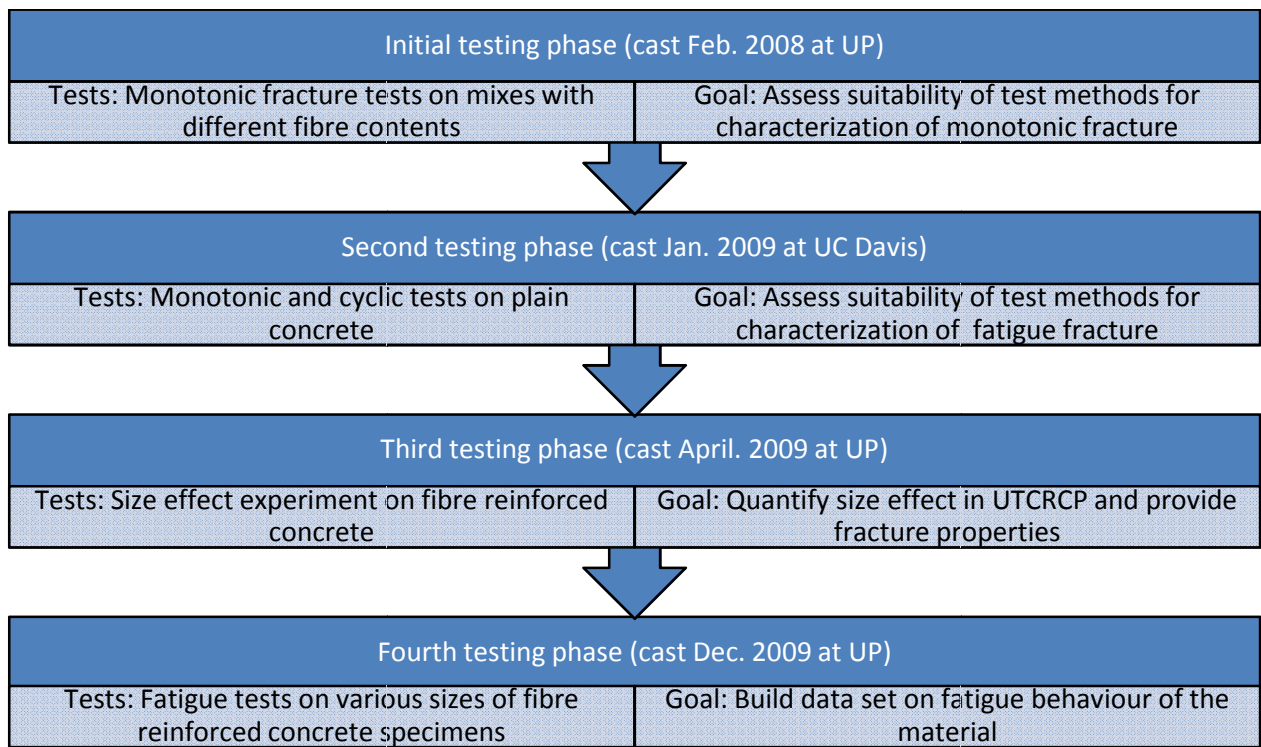 Initial testing phase (cast Feb. 2008 at UP)
Tests: Monotonic fracture tests on mixes with
different fibre contents
Goal: Assess suitability of test methods for
characterization of monotonic fracture
Second testing phase (cast Jan. 2009 at UC Davis)
Tests: Monotonic and cyclic tests on plain
concrete
Goal: Assess suitability of test methods for
characterization of fatigue fracture
Third testing phase (cast April. 2009 at UP)
Tests: Size effect experiment on fibre reinforced
concrete
Goal: Quantify size effect in UTCRCP and provide
fracture properties
Fourth testing phase (cast Dec. 2009 at UP)
Tests: Fatigue tests on various sizes of fibre
reinforced concrete specimens
Goal: Build data set on fatigue behaviour of the
material